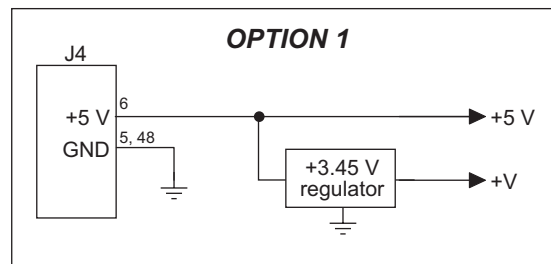 OPTION 1
J4
+5 V
6
GND
5, 48
+5 V
+3.45 V
regulator
+V